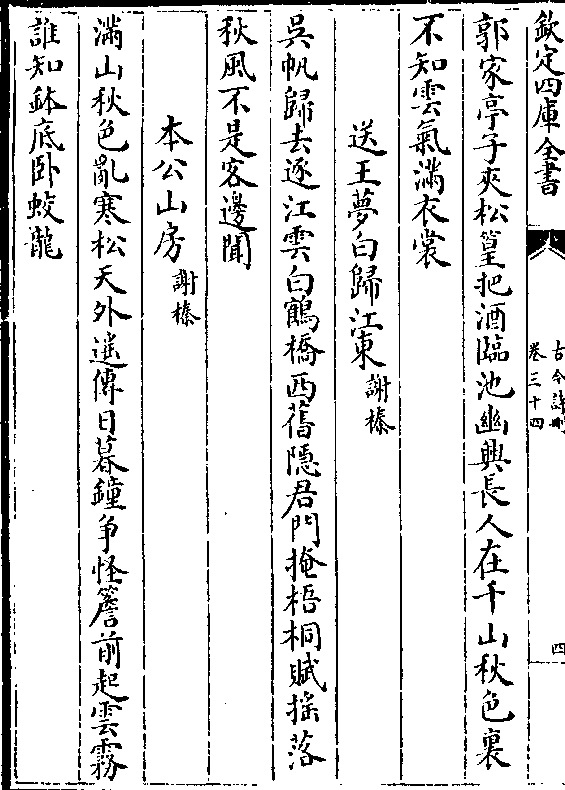 欽定四庫全書
古今詩刪
卷三十四
四
郭家亭子夾松篁把酒臨池幽興長人在千山秋色裏
不知雲氣滿衣裳
送王夢白歸江東 謝榛
吳帆歸去逐江雲白鶴橋西舊隱君門掩梧桐賦揺落
秋風不是客邊聞
本公山房 謝榛
滿山秋色亂寒松天外遥傳日暮鐘争怪簷前起雲霧
誰知鉢底卧蛟龍